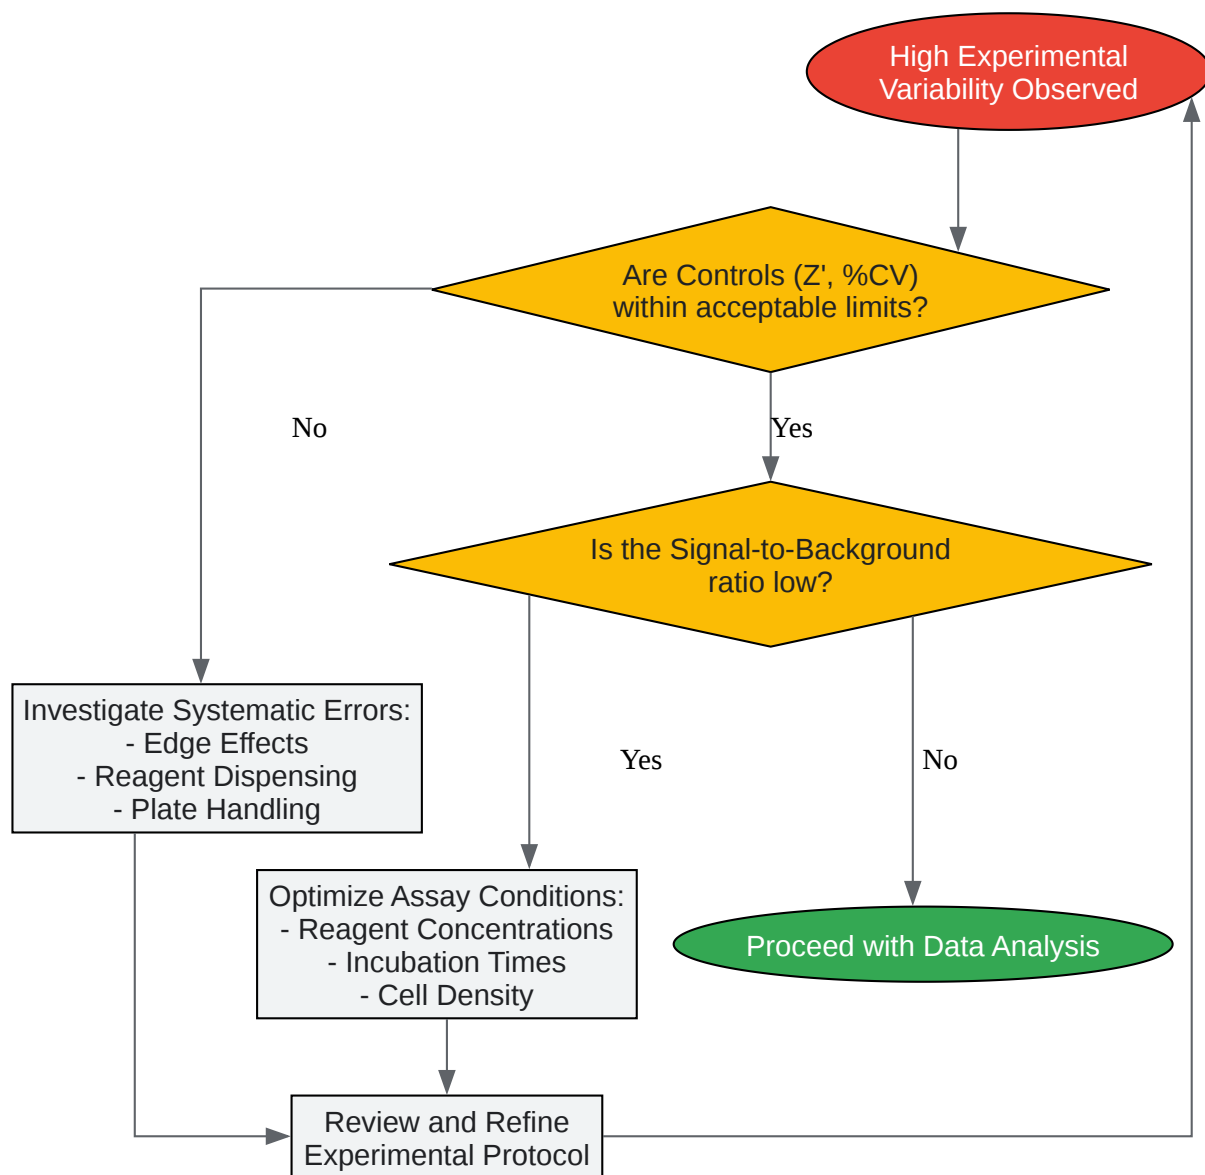 High Experimental
Variability Observed
Are Controls (Z', %CV)
within acceptable limits?
No
Yes
Is the Signal-to-Background
ratio low?
Investigate Systematic Errors:
- Edge Effects
- Reagent Dispensing
- Plate Handling
Yes
No
Optimize Assay Conditions:
- Reagent Concentrations
- Incubation Times
- Cell Density
Proceed with Data Analysis
Review and Refine
Experimental Protocol